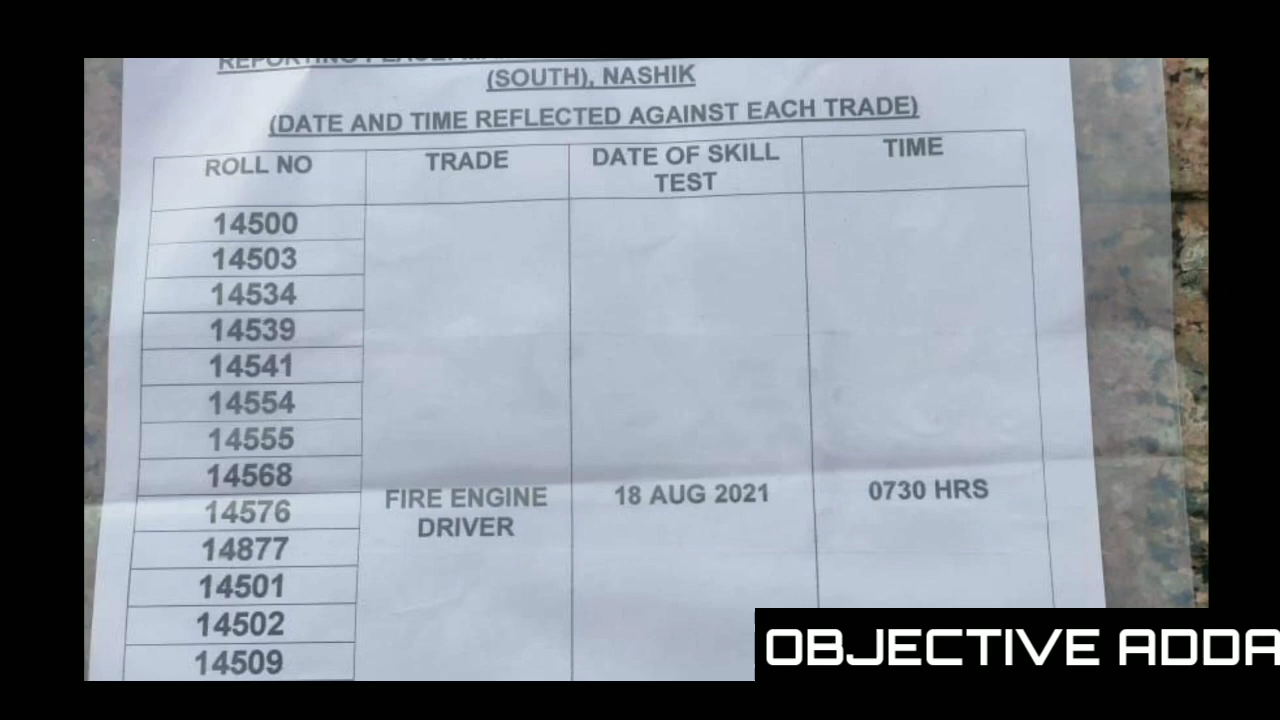 REPORTING PLACE:
(SOUTH), NASHIK
(DATE AND TIME REFLECTED AGAINST EACH TRADE)
ROLL NO TRADE DATE OF SKILL TEST TIME
14500
14503
14534
14539
14541
14554
14555
14568
14576 FIRE ENGINE DRIVER 18 AUG 2021 0730 HRS
14877
14501
14502
14509
OBJECTIVE ADDA